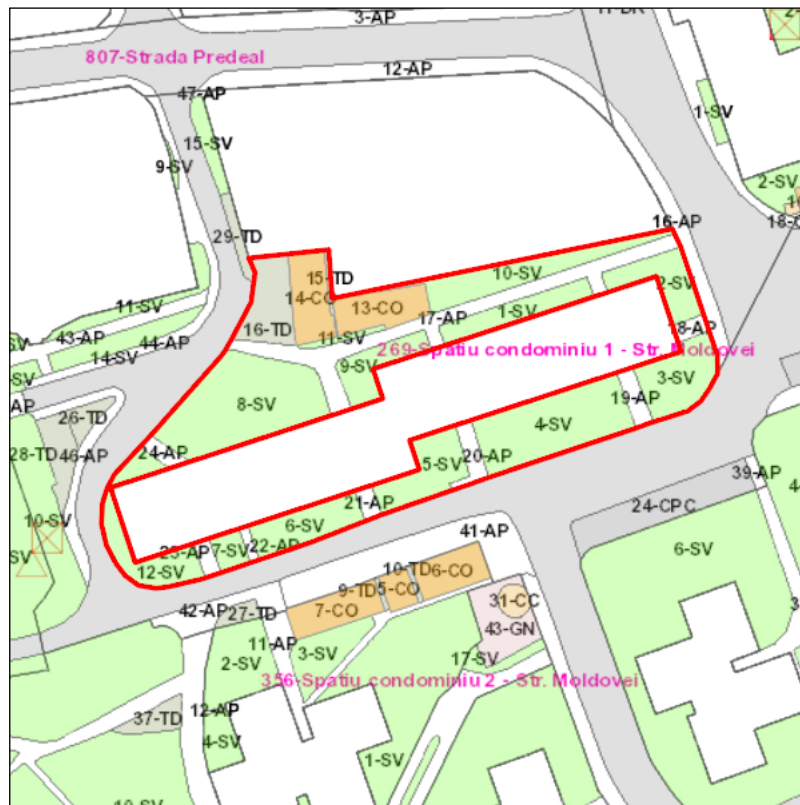 3-AP
807-Strada Predeal
12-AP
47-AP
1-SV
15-SV
9-SV
2-SV
16-AP
29-TD
15-TD
10-SV
14-CO
13-CO
2-SV
11-SV
17-AP
1-SV
16-TD
11-SV
18-AP
43-AP
44-AP
14-SV
9-SV
269-Spatiu condominiu 1 - Str. Moldovei
3-SV
8-SV
19-AP
26-TD
4-SV
24-AP
28-TD
46-AP
5-SV
20-AP
39-AP
21-AP
24-CPC
10-SV
6-SV
41-AP
23-AP
7-SV
22-AP
6-SV
12-SV
10-TD
6-CO
9-TD
5-CO
31-CC
42-AP
27-TD
7-CO
43-GN
11-AP
3-SV
17-SV
2-SV
356-Spatiu condominiu 2 - Str. Moldovei
12-AP
37-TD
4-SV
1-SV
10-SV